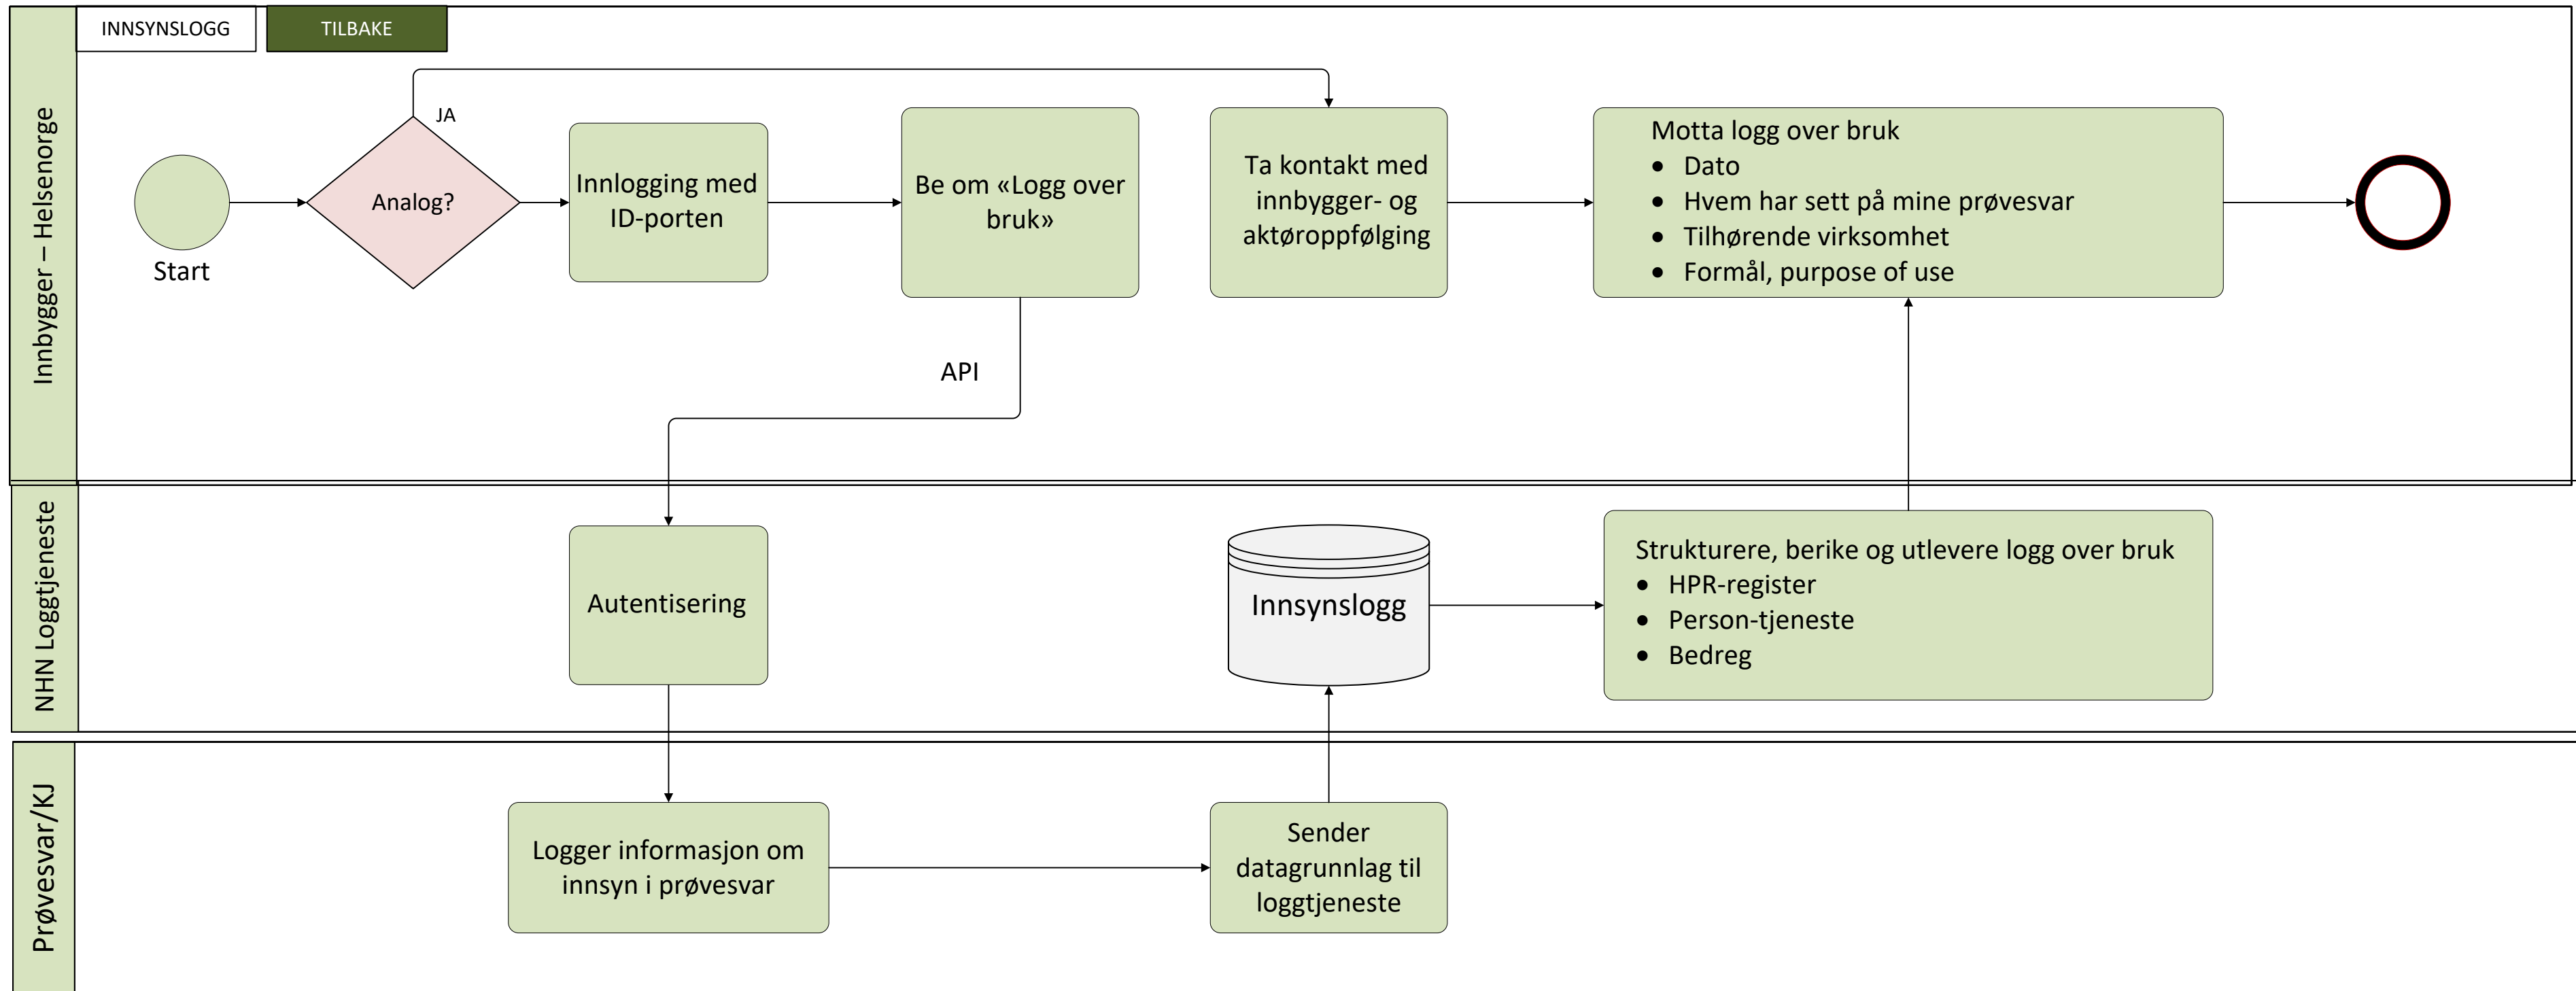 INNSYNSLOGG
TILBAKE
Innbygger – Helsenorge
Start
Analog?
JA
Innlogging med
ID-porten
Be om «Logg over
bruk»
Ta kontakt med
innbygger- og
aktøroppfølging
Motta logg over bruk
• Dato
• Hvem har sett på mine prøvesvar
• Tilhørende virksomhet
• Formål, purpose of use
API
NHN Loggtjeneste
Autentisering
Innsynslogg
Strukturere, berike og utlevere logg over bruk
• HPR-register
• Person-tjeneste
• Bedreg
Prøvesvar/KJ
Logger informasjon om
innsyn i prøvesvar
Sender
datagrunnlag til
loggtjeneste